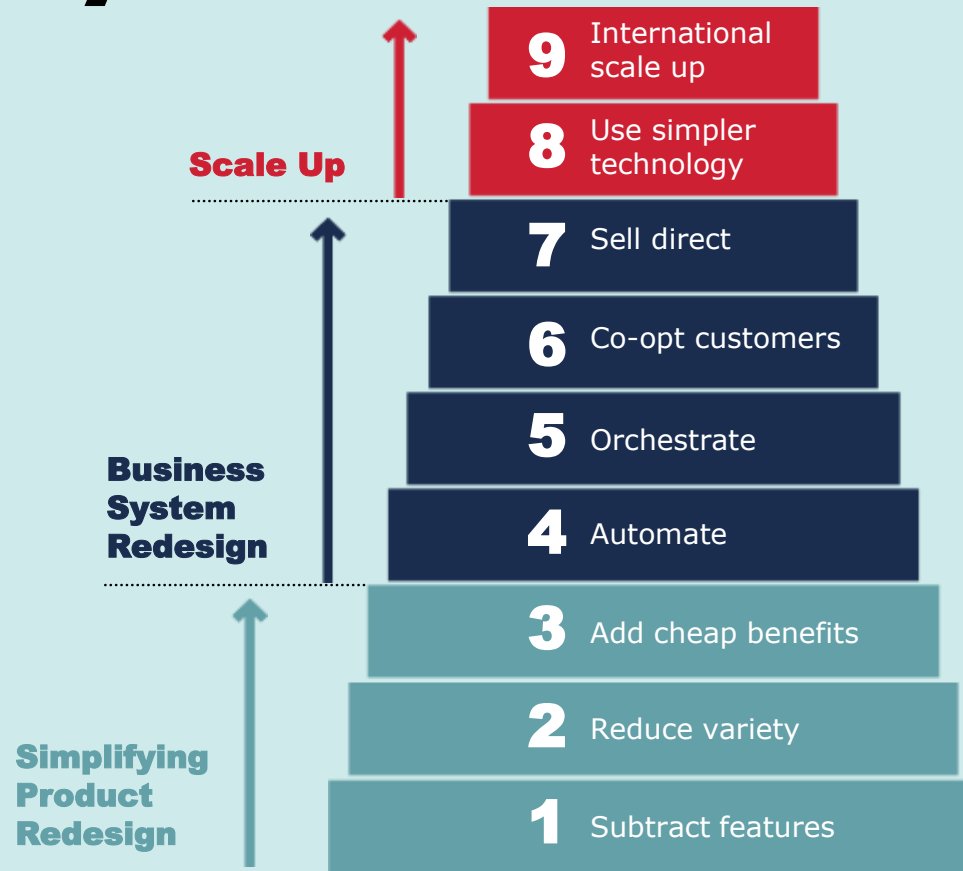 9 International
scale up
8 Use simpler
technology
Scale Up
7 Sell direct
6 Co-opt customers
5 Orchestrate
Business
System
Redesign
4 Automate
3 Add cheap benefits
2 Reduce variety
Simplifying
Product
Redesign
1 Subtract features